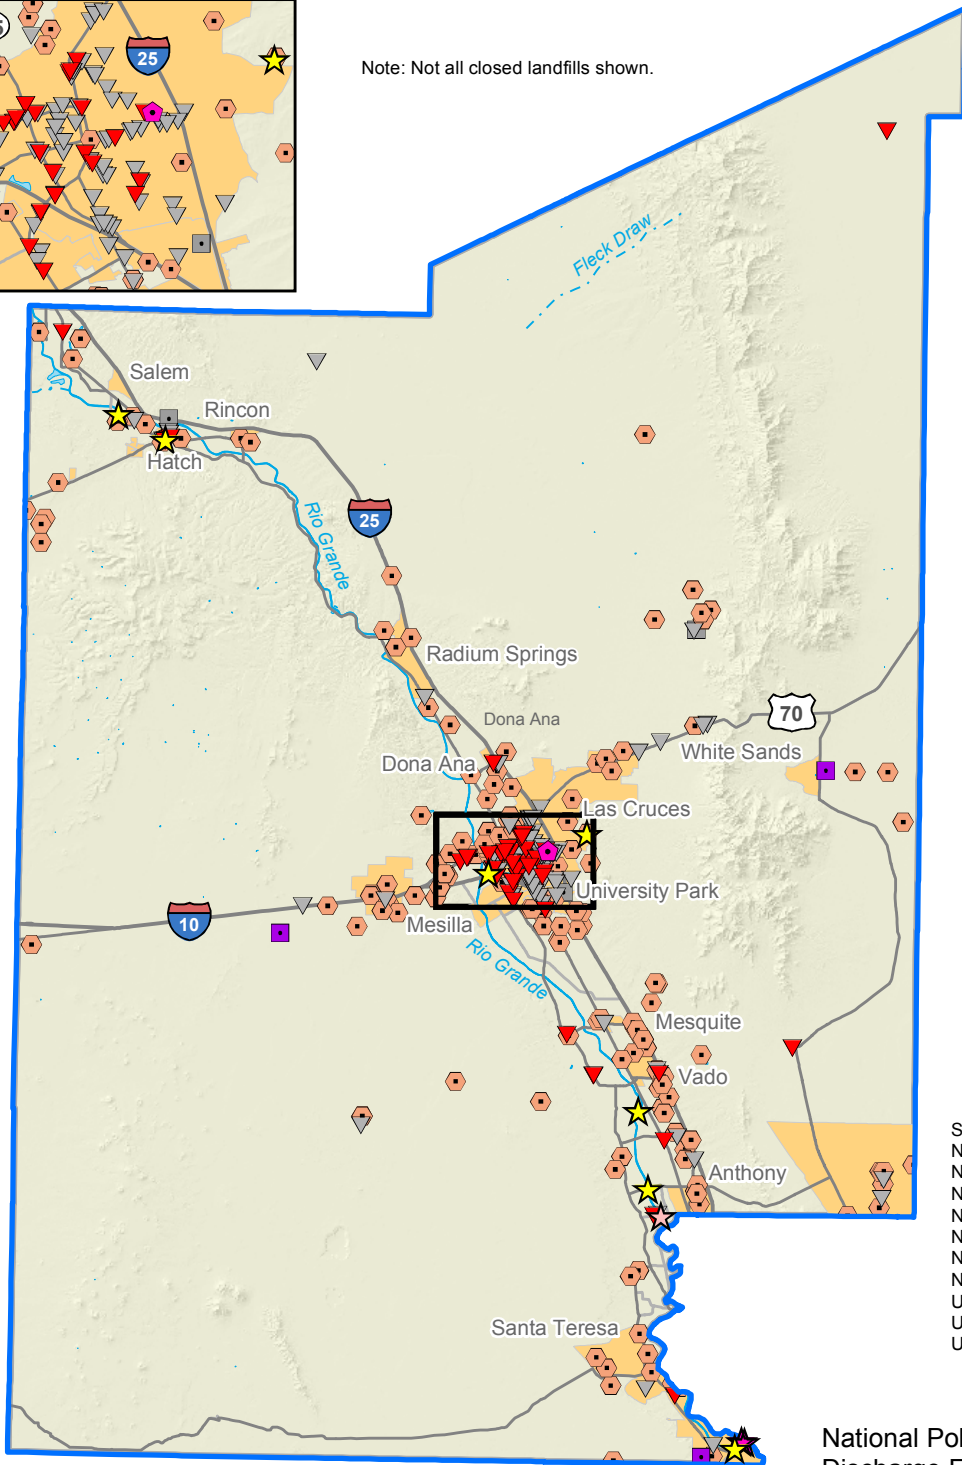 25
Note: Not all closed landfills shown.
Fleck Draw
Salem
Rincon
Hatch
Rio Grande
25
Radium Springs
Dona Ana
70
White Sands
Dona Ana
Las Cruces
University Park
10
Mesilla
Rio Grande
Mesquite
Vado
S
N
N
N
N
N
N
N
U
U
U
Anthony
Santa Teresa
National Pol